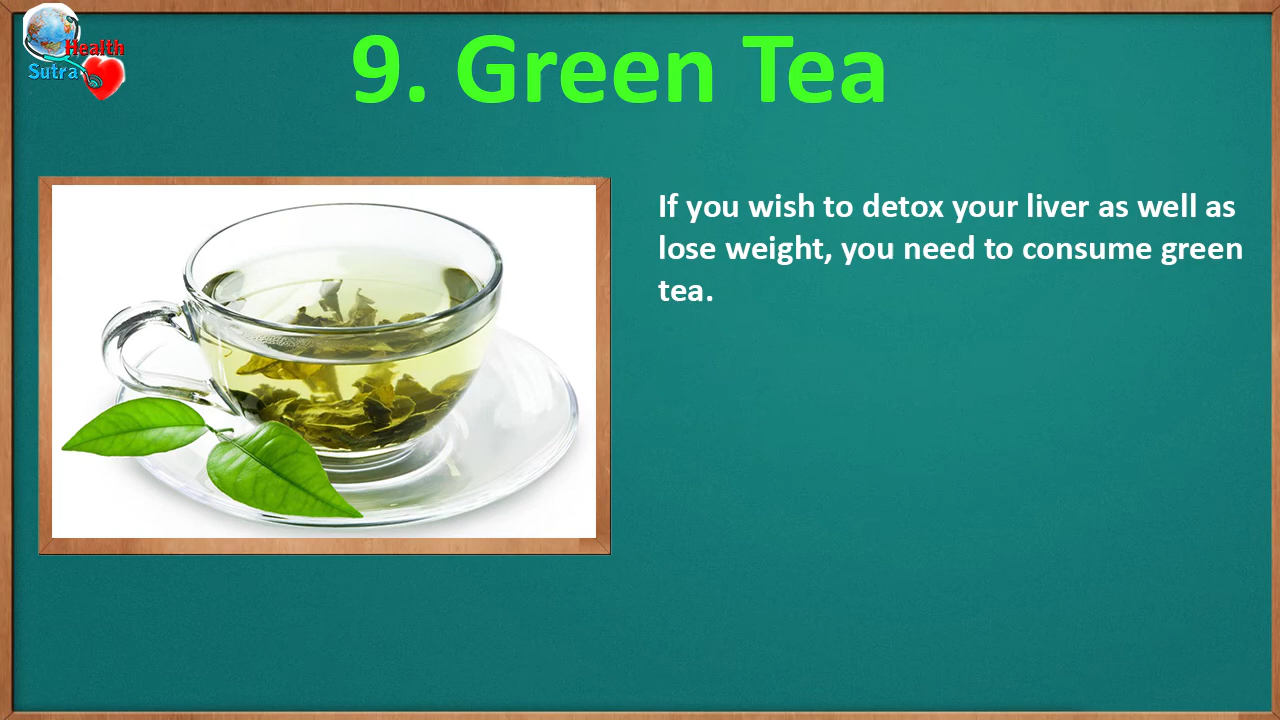 Health
Sutra
9. Green Tea
If you wish to detox your liver as well as
lose weight, you need to consume green
tea.